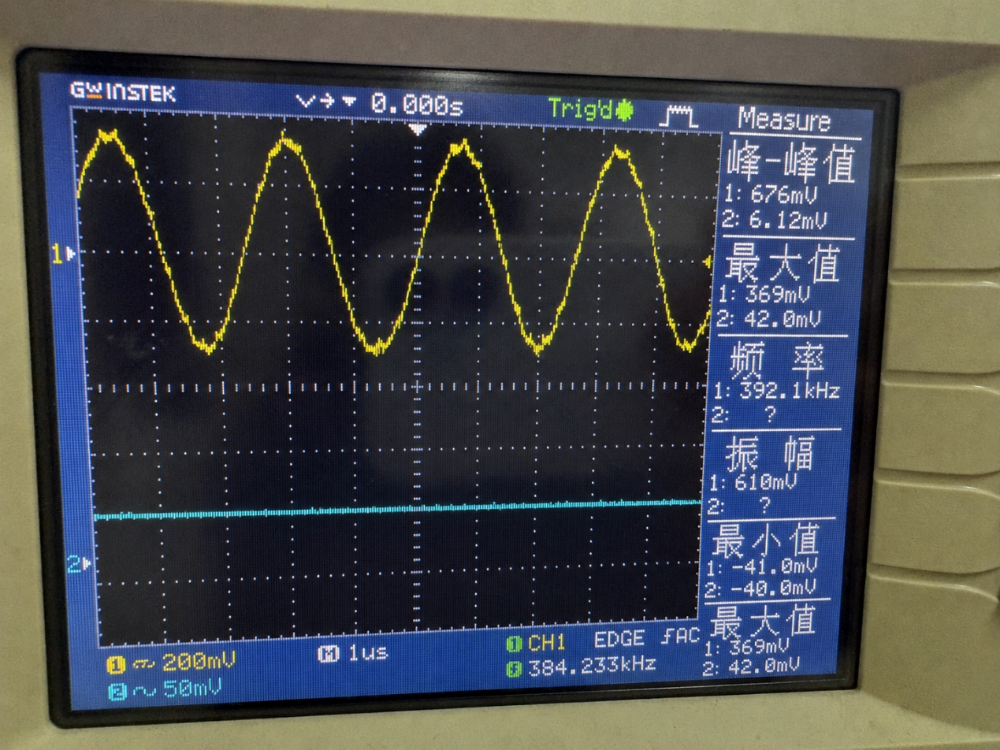 GW INSTEK
0.000s
Trig'd
Measure
峰-峰值
1: 676mV
2: 6.12mV
最大值
1: 369mV
2: 42.0mV
频 率
1: 392.1kHz
2: ?
振 幅
1: 610mV
2: ?
最小值
1: -41.0mV
2: -40.0mV
最大值
1: 369mV
2: 42.0mV
1
2
1 200mV
M 1us
1 CH1 EDGE AC
2 50mV
384.233kHz